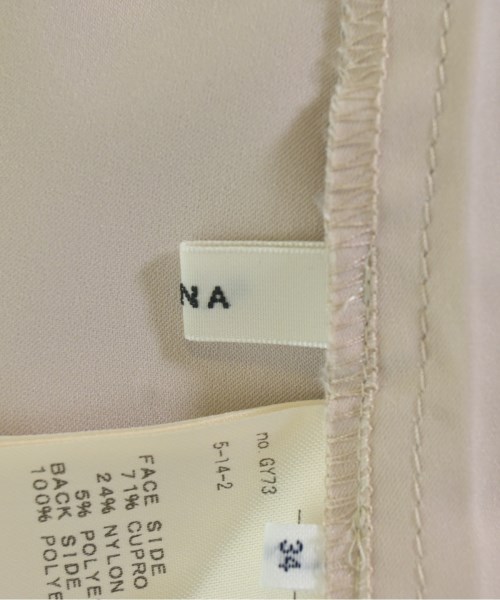 NA
no. GY73
5-14-2
FACE SIDE
71% CUPRO
24% NYLON
5% POLYE
BACK SIDE
100% POLYE
34